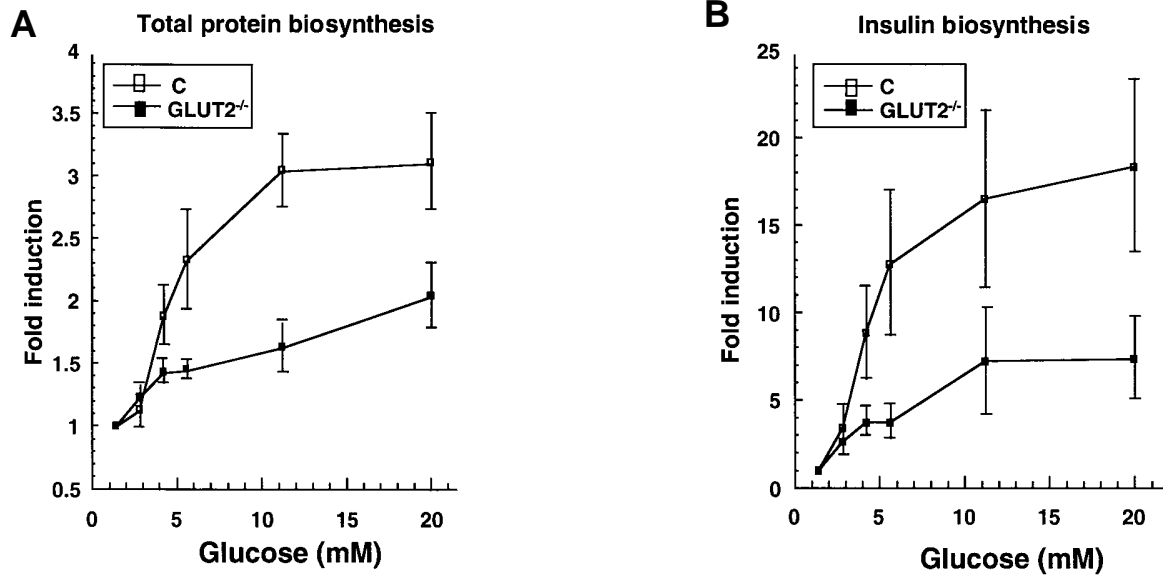 A
Total protein biosynthesis
4
3.5
3
2.5
2
1.5
1
0.5
Fold induction
C
GLUT2-/-
0
5
10
15
20
Glucose (mM)
B
Insulin biosynthesis
25
20
15
10
5
0
Fold induction
C
GLUT2-/-
0
5
10
15
20
Glucose (mM)